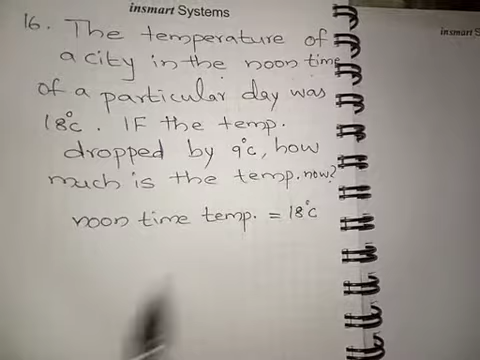 insmart Systems
insmart S
16. The temperature of
a city in the noon time
of a particular day was
18°c. IF the temp.
dropped by 9°c, how
much is the temp. now?
noon time temp. = 18°c